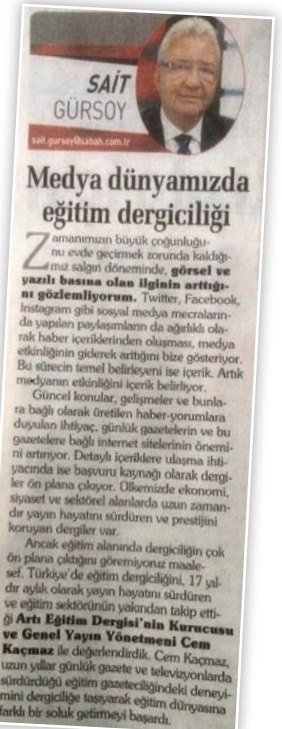 SAİT
GÜRSOY
sait.gursoy@sabah.com.tr
Medya dünyamızda
eğitim dergiciliği
Zamanımızın büyük çoğunluğu-
nu evde geçirmek zorunda kaldığı-
mız salgın döneminde, görsel ve
yazılı basına olan ilginin arttığı-
nı gözlemliyorum. Twitter, Facebook,
Instagram gibi sosyal medya mecraların-
da yapılan paylaşımların da ağırlıklı ola-
rak haber içeriklerinden oluşması, medya
etkinliğinin giderek arttığını bize gösteriyor.
Bu sürecin temel belirleyeni ise içerik. Artık
medyanın etkinliğini içerik belirliyor.
Güncel konular, gelişmeler ve bunla-
ra bağlı olarak üretilen haber-yorumlara
duyulan ihtiyaç, günlük gazetelerin ve bu
gazetelere bağlı internet sitelerinin önemi-
ni artırıyor. Detaylı içeriklere ulaşma ihti-
yacında ise başvuru kaynağı olarak dergi-
ler ön plana çıkıyor. Ülkemizde ekonomi,
siyaset ve sektörel alanlarda uzun zaman-
dır yayın hayatını sürdüren ve prestijini
koruyan dergiler var.
Ancak eğitim alanında dergiciliğin çok
ön plana çıktığını göremiyoruz maale-
sef. Türkiye'de eğitim dergiciliğini, 17 yıl-
dır aylık olarak yayın hayatını sürdüren
ve eğitim sektörünün yakından takip etti-
ği Artı Eğitim Dergisi'nin Kurucusu
ve Genel Yayın Yönetmeni Cem
Kaçmaz ile değerlendirdik. Cem Kaçmaz,
uzun yıllar günlük gazete ve televizyonlarda
sürdürdüğü eğitim gazeteciliğindeki deneyi-
mini dergiciliğe taşıyarak eğitim dünyasına
farklı bir soluk getirmeyi başardı.